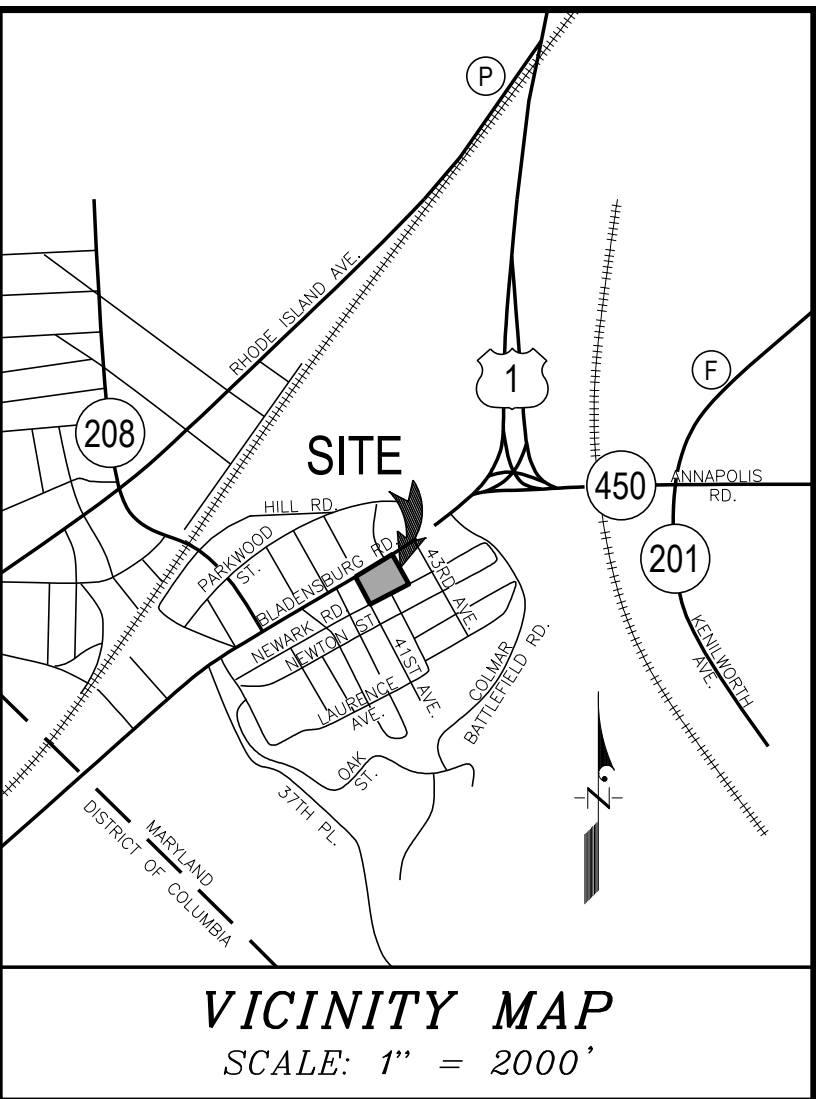 P
RHODE ISLAND AVE.
1
F
208
SITE
450
ANNAPOLIS
RD.
HILL RD.
PARKWOOD
ST.
BLADENSBURG RD.
43RD AVE.
201
NEWARK RD.
NEWTON ST.
41ST AVE.
LAURENCE
AVE.
COLMAR
BATTLEFIELD RD.
KENILWORTH
AVE.
OAK
ST.
37TH PL.
N
MARYLAND
DISTRICT OF COLUMBIA
VICINITY MAP
SCALE: 1" = 2000'